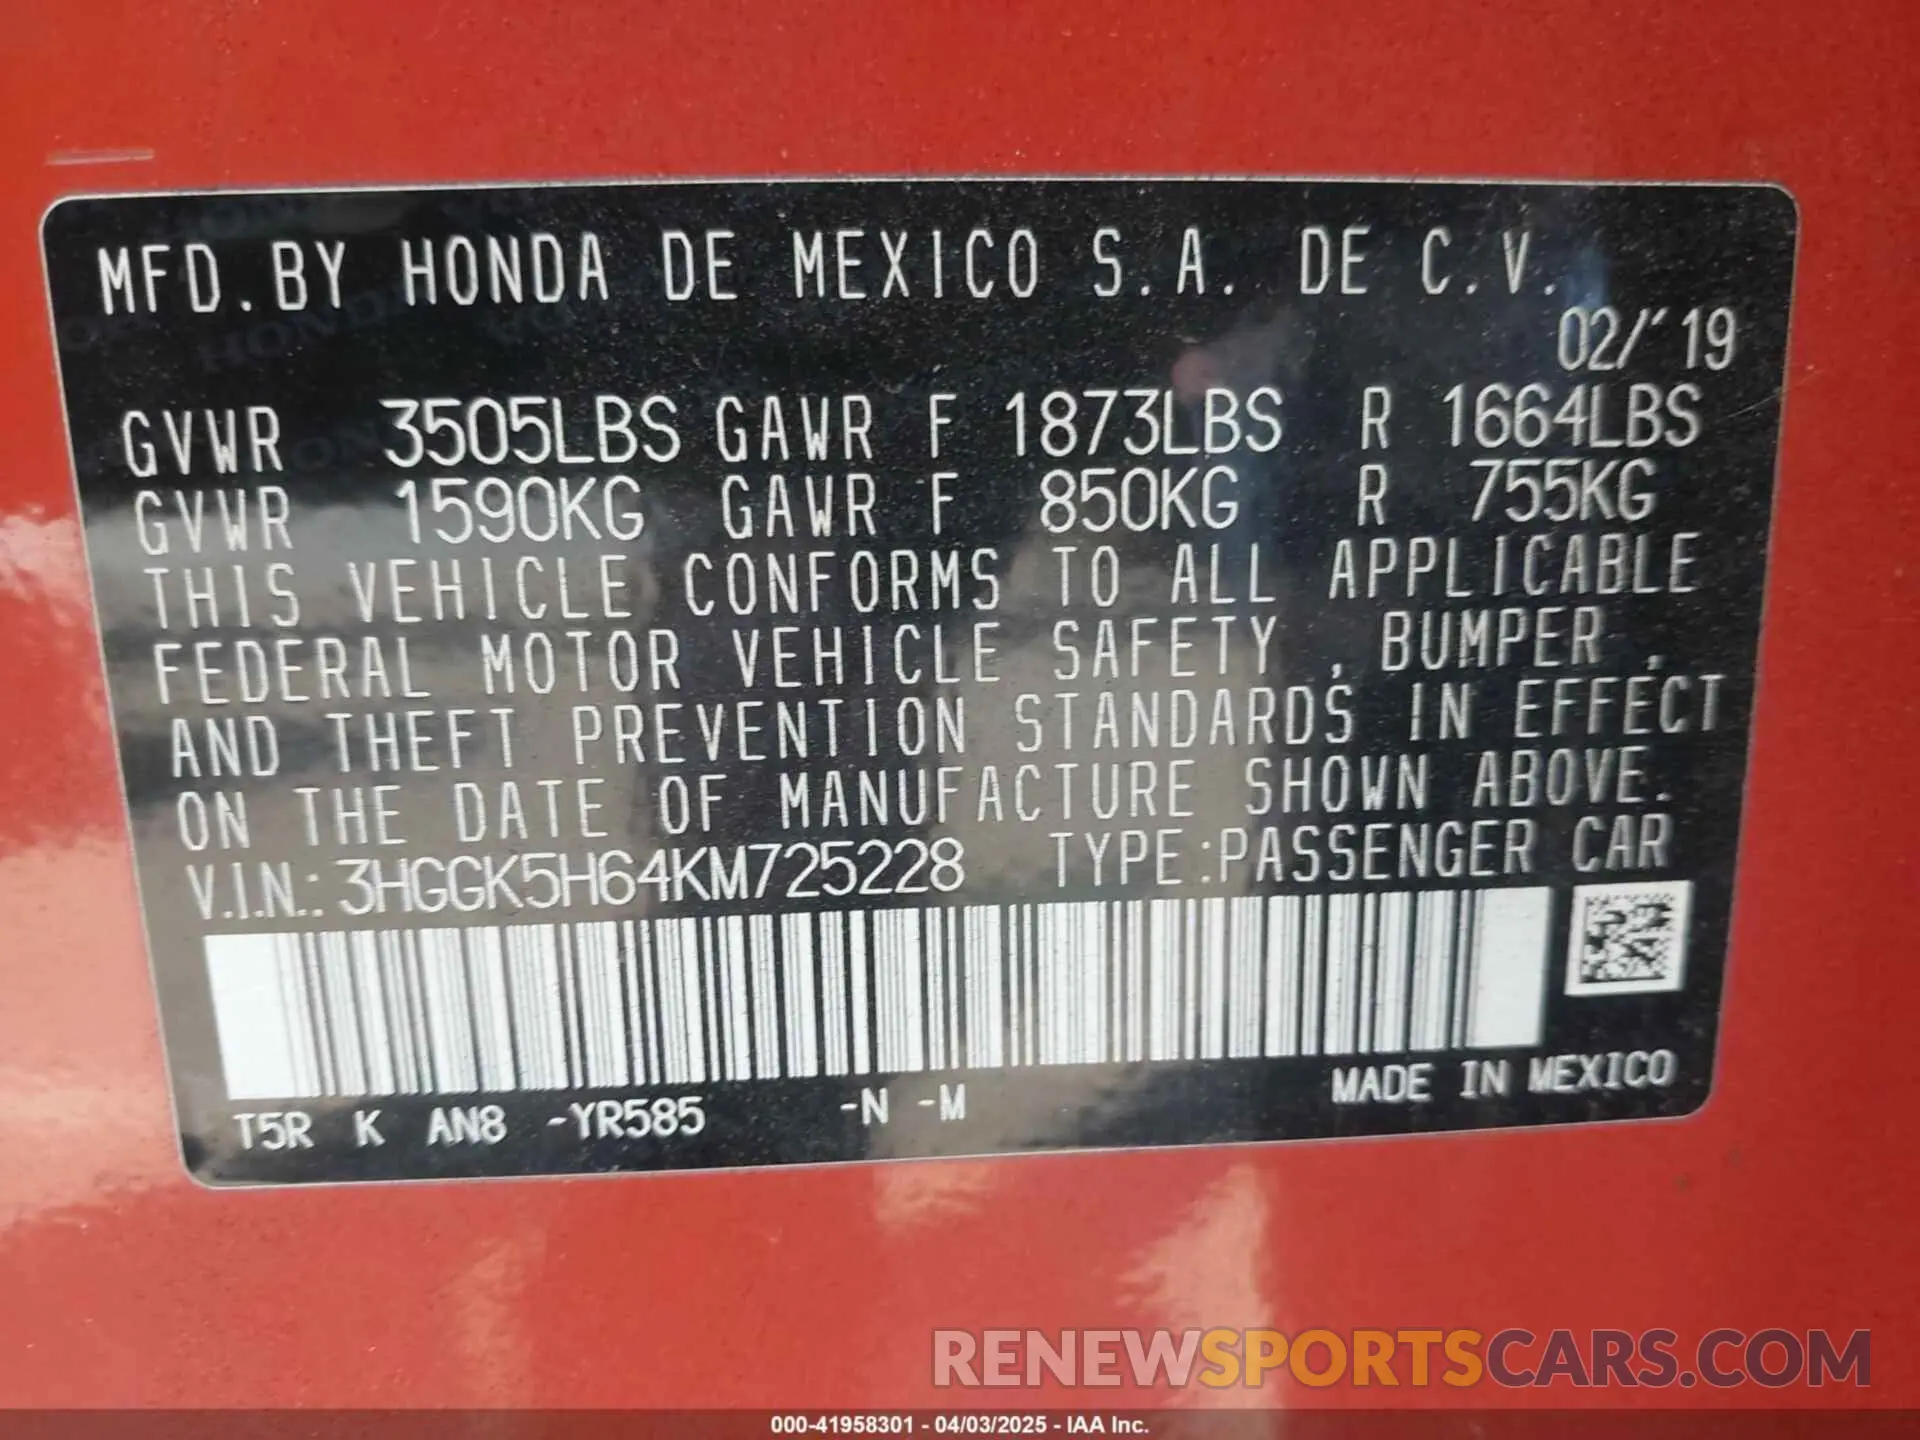 MFD.BY HONDA DE MEXICO S.A. DE C.V.
02/'19
GVWR 3505LBS GAWR F 1873LBS R 1664LBS
GVWR 1590KG GAWR F 850KG R 755KG
THIS VEHICLE CONFORMS TO ALL APPLICABLE
FEDERAL MOTOR VEHICLE SAFETY , BUMPER ,
AND THEFT PREVENTION STANDARDS IN EFFECT
ON THE DATE OF MANUFACTURE SHOWN ABOVE.
V.I.N.: 3HGGK5H64KM725228 TYPE:PASSENGER CAR
MADE IN MEXICO
T5R K AN8 -YR585 -N -M
RENEWSPORTSCARS.COM
000-41958301 - 04/03/2025 - IAA Inc.